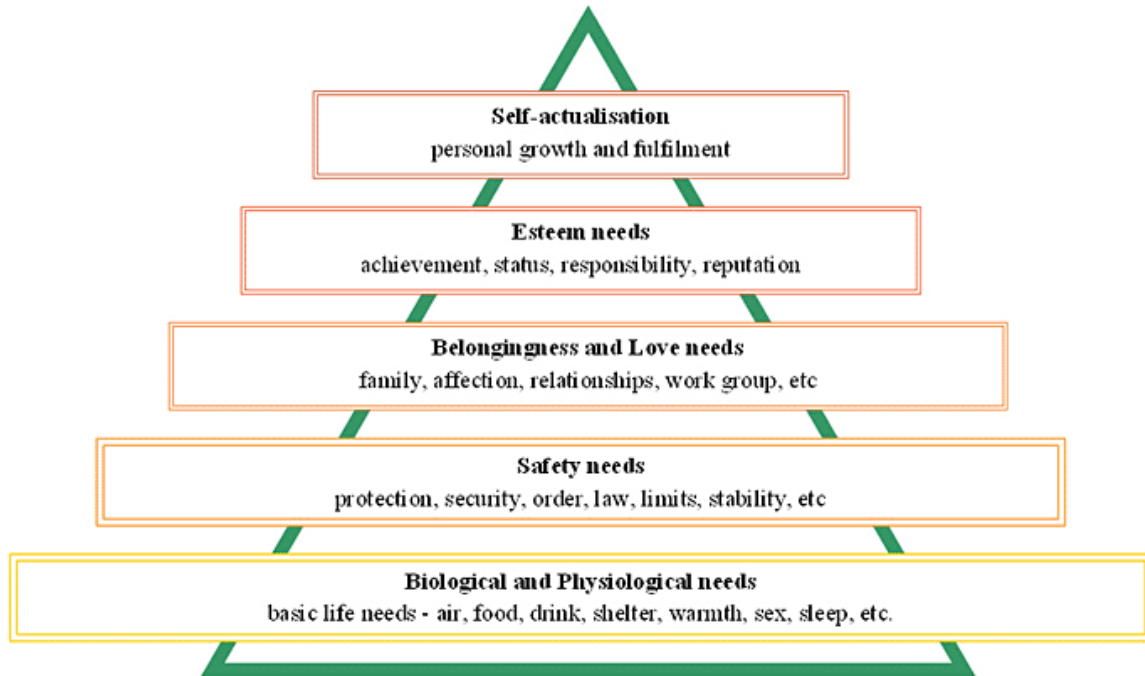 Self-actualisation
personal growth and fulfilment
Esteem needs
achievement, status, responsibility, reputation
Belongingness and Love needs
family, affection, relationships, work group, etc
Safety needs
protection, security, order, law, limits, stability, etc
Biological and Physiological needs
basic life needs - air, food, drink, shelter, warmth, sex, sleep, etc.